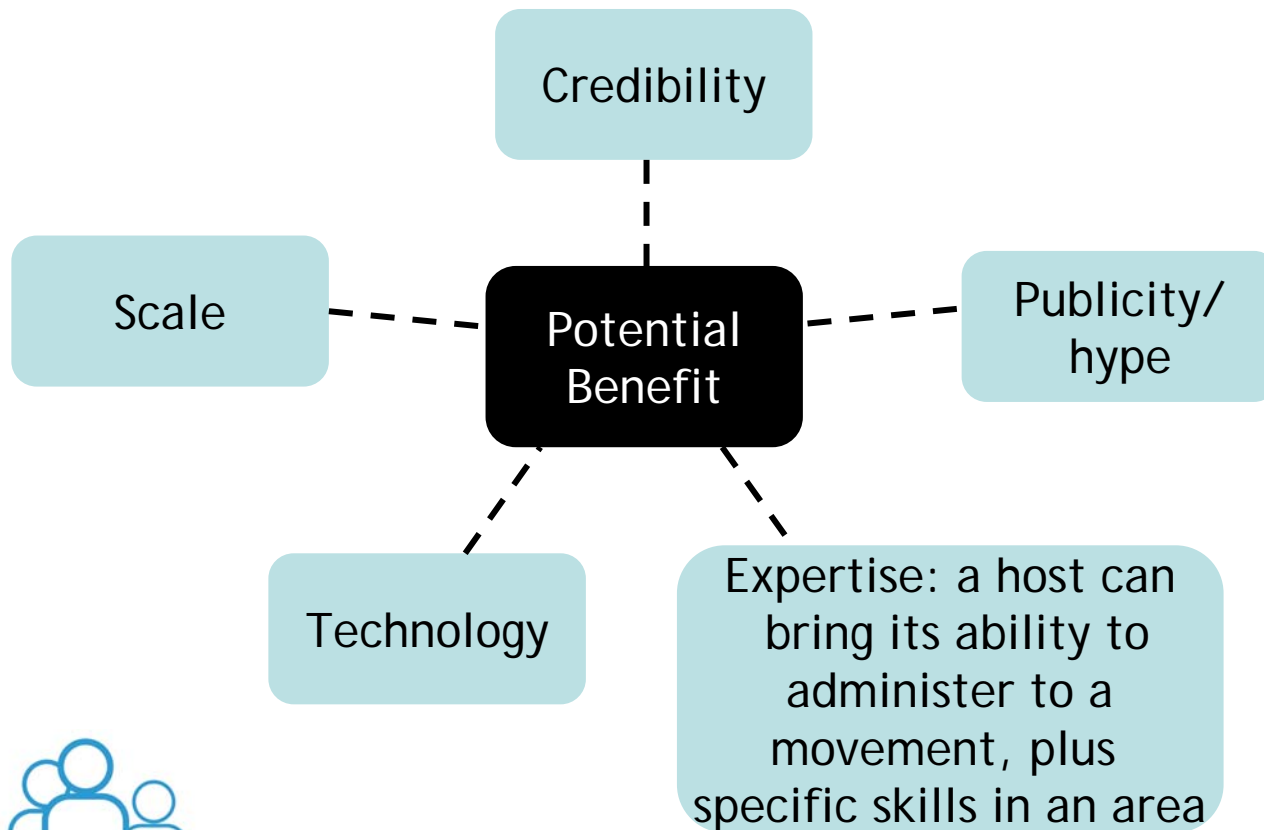 Credibility
Scale
Potential
Benefit
Publicity/
hype
Technology
Expertise: a host can
bring its ability to
administer to a
movement, plus
specific skills in an area